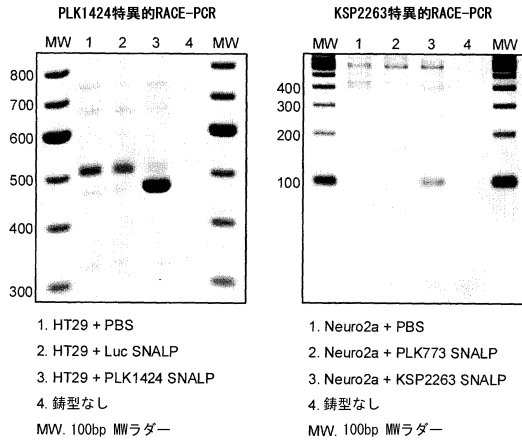 PLK1424特異的RACE-PCR
MW 1 2 3 4 MW
800
700
600
500
400
300
1. HT29 + PBS
2. HT29 + Luc SNALP
3. HT29 + PLK1424 SNALP
4. 鋳型なし
MW. 100bp MWラダー
KSP2263特異的RACE-PCR
MW 1 2 3 4 MW
400
300
200
100
1. Neuro2a + PBS
2. Neuro2a + PLK773 SNALP
3. Neuro2a + KSP2263 SNALP
4. 鋳型なし
MW. 100bp MWラダー